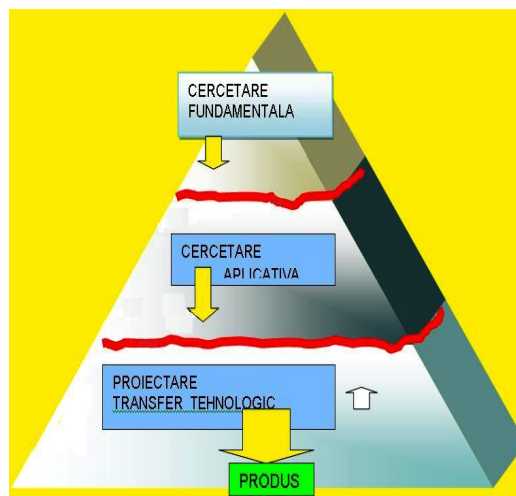 CERCETARE
FUNDAMENTALA
CERCETARE
APLICATIVA
PROIECTARE
TRANSFER TEHNOLOGIC
PRODUS